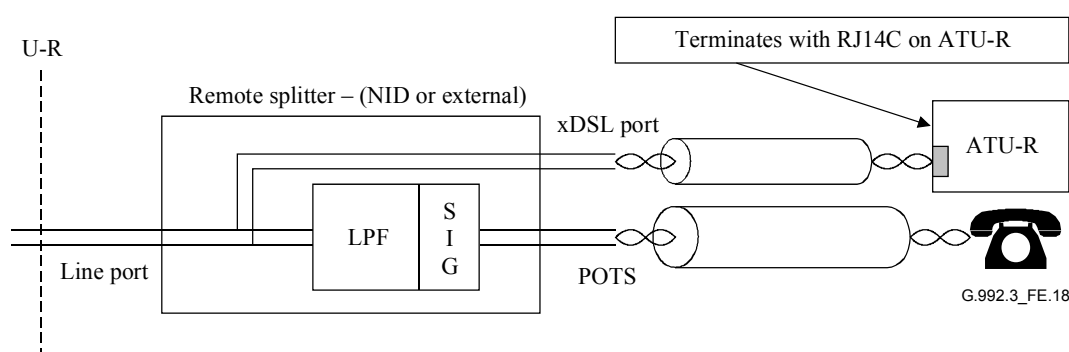 U-R
Terminates with RJ14C on ATU-R
Remote splitter – (NID or external)
xDSL port
ATU-R
LPF
S
I
G
Line port
POTS
G.992.3_FE.18